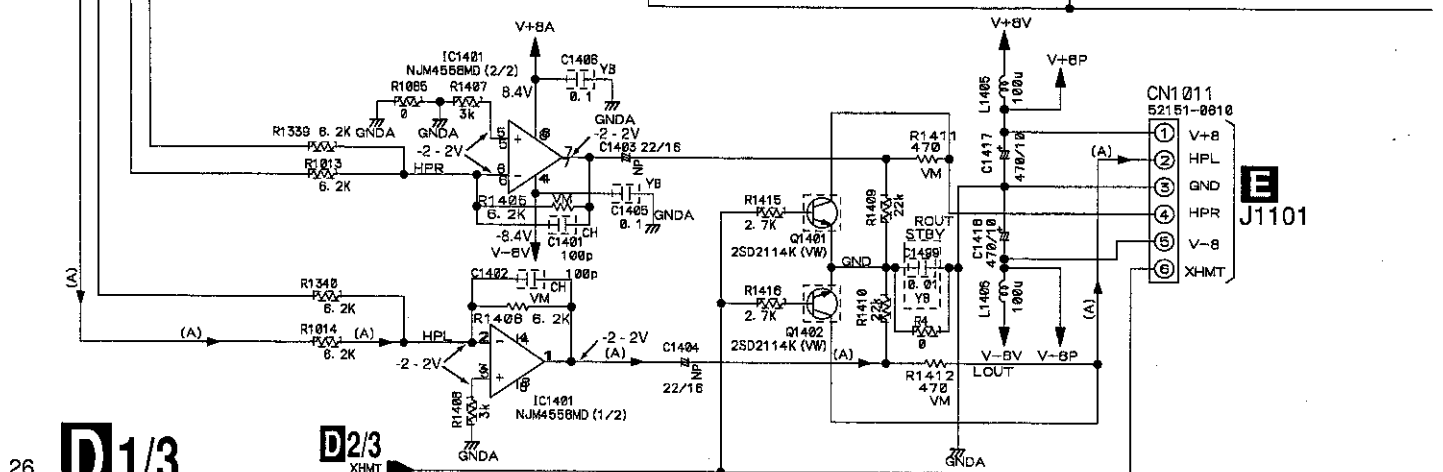 V+8A
V+8V
IC1401
NJM4556MD (2/2)
C1406
YB
0.1
V+8P
8.4V
GNDA
R1085
0
R1407
3k
GNDA
GNDA
L1405
100u
CN1011
52151-0610
R1339 6.2K
-2-2V
R1013
6.2K
HPR
5
6
7
8
4
-2-2V
C1403 22/16
NP
R1411
470
VM
C1417
470/10
(A)
1 V+8
2 HPL
3 GND
4 HPR
5 V-8
6 XHMT
E
J1101
R1405
6.2K
VM
C1401
CH
100p
YB
C1405
0.1
GNDA
-8.4V
V-8V
R1415
2.7K
Q1401
2SD2114K (VW)
R1409
22k
ROUT
STBY
C1418
470/10
GND
C1499
0.01
YB
(A)
R1340
6.2K
C1402
100p
CH
VM
R1406 6.2K
R1416
2.7K
Q1402
2SD2114K (VW)
R1410
22k
R4
0
L1406
100u
(A)
(A)
R1014
6.2K
(A)
HPL
2
1
-2-2V
(A)
C1404
NP
22/16
(A)
R1412
470
VM
V-8V
V-8P
LOUT
-2-2V
R1408
3k
IC1401
NJM4556MD (1/2)
GNDA
GNDA
26
D 1/3
D 2/3
XHMT